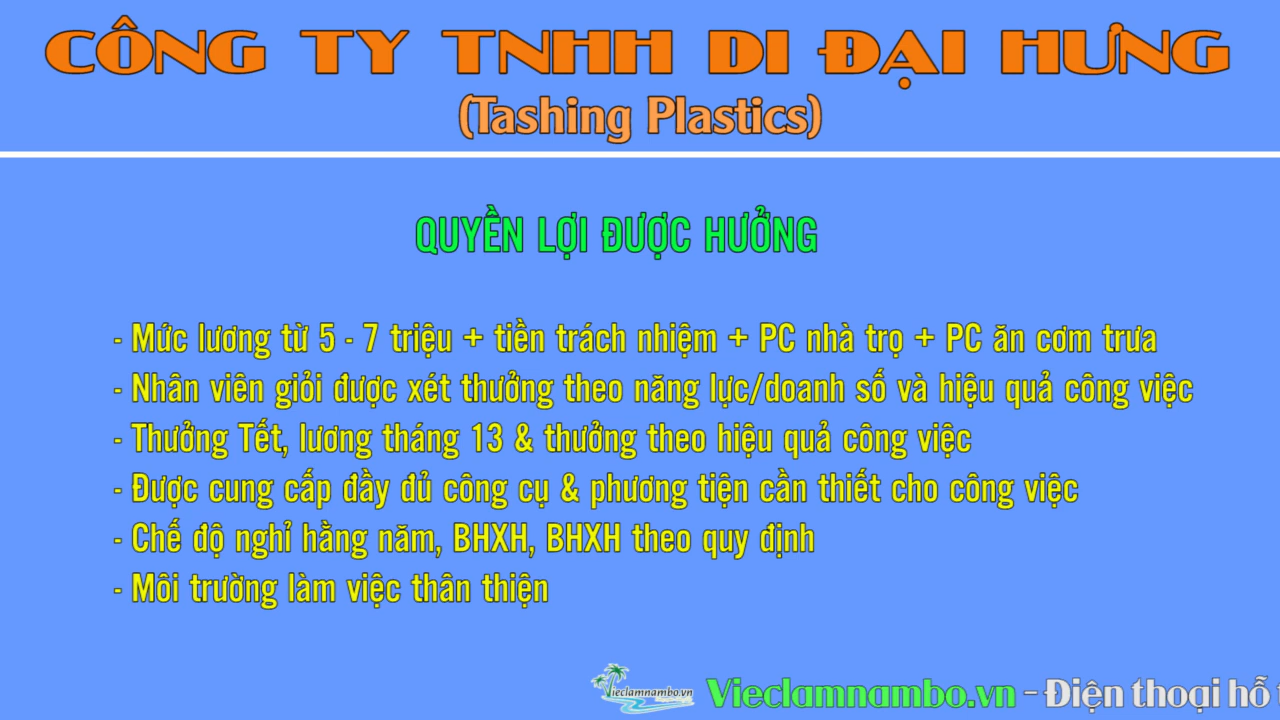 CÔNG TY TNHH DI ĐẠI HƯNG
(Tashing Plastics)
QUYỀN LỢI ĐƯỢC HƯỞNG
- Mức lương từ 5 - 7 triệu + tiền trách nhiệm + PC nhà trọ + PC ăn cơm trưa
- Nhân viên giỏi được xét thưởng theo năng lực/doanh số và hiệu quả công việc
- Thưởng Tết, lương tháng 13 & thưởng theo hiệu quả công việc
- Được cung cấp đầy đủ công cụ & phương tiện cần thiết cho công việc
- Chế độ nghỉ hằng năm, BHXH, BHXH theo quy định
- Môi trường làm việc thân thiện
Vieclamnambo.vn Vieclamnambo.vn - Điện thoại hỗ